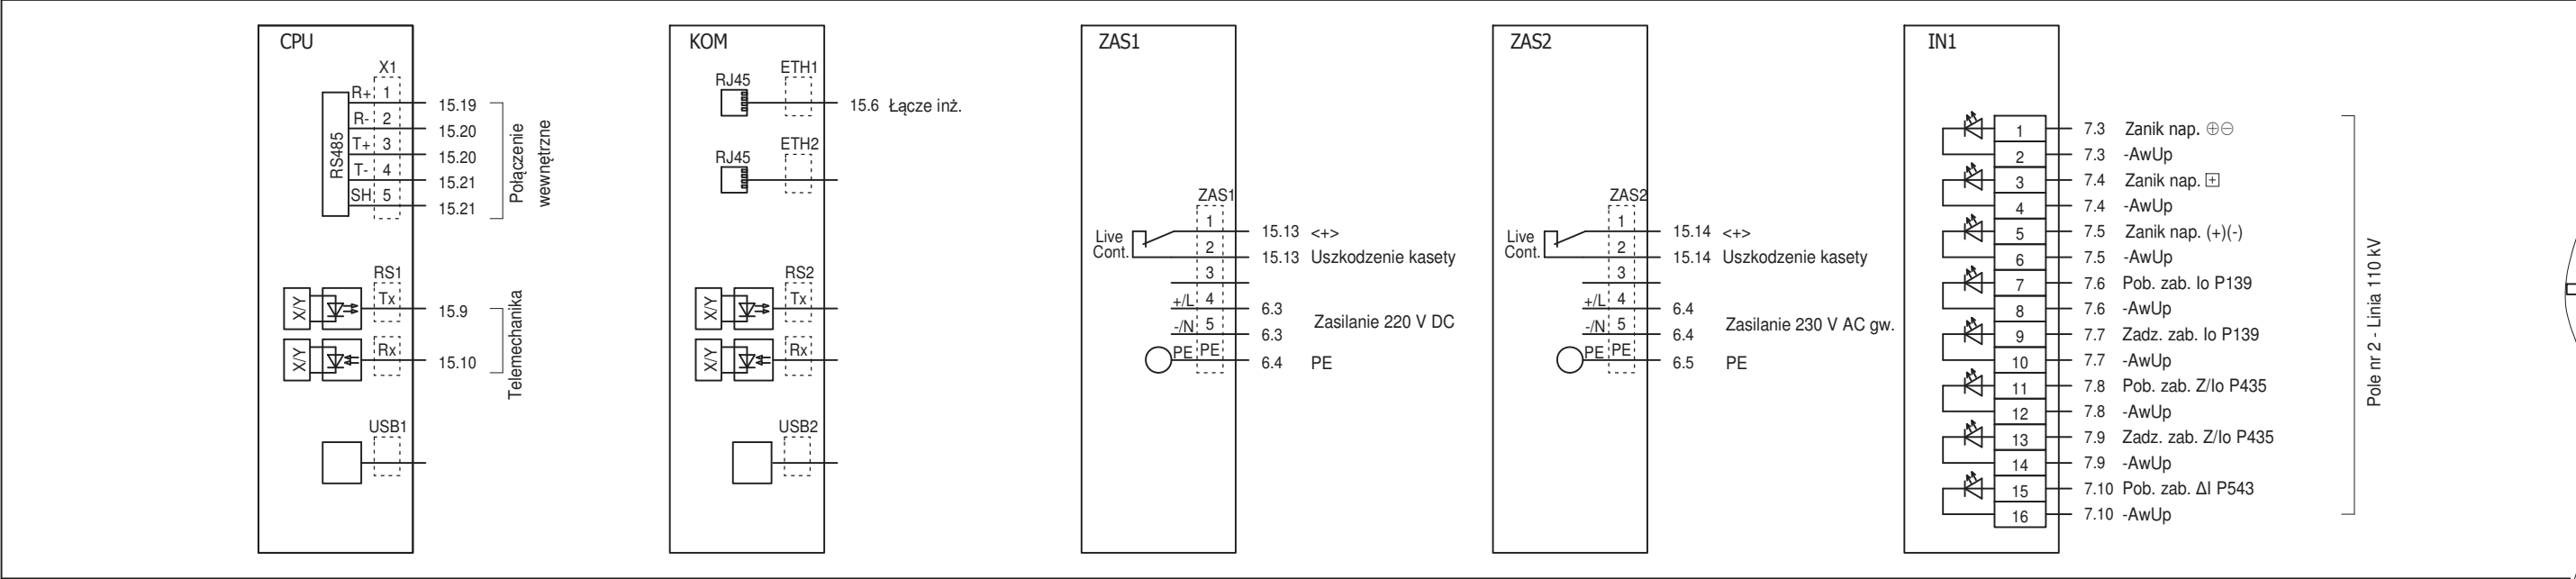 CPU
X1
R+ 1 15.19
R- 2 15.20
T+ 3 15.20
T- 4 15.21
SH 5 15.21
RS485
Połączenie
wewnętrzne
RS1
X/Y Tx 15.9
X/Y Rx 15.10
Telemechanika
USB1
KOM
ETH1
RJ45
15.6 Łącze inż.
ETH2
RJ45
RS2
X/Y Tx
X/Y Rx
USB2
ZAS1
ZAS1
Live
Cont.
1 15.13 <+>
2 15.13 Uszkodzenie kasety
3
+/L 4 6.3
-/N 5 6.3
Zasilanie 220 V DC
PE PE 6.4 PE
ZAS2
ZAS2
Live
Cont.
1 15.14 <+>
2 15.14 Uszkodzenie kasety
3
+/L 4 6.4
-/N 5 6.4
Zasilanie 230 V AC gw.
PE PE 6.5 PE
IN1
1 7.3 Zanik nap. ⊕⊖
2 7.3 -AwUp
3 7.4 Zanik nap. ⊞
4 7.4 -AwUp
5 7.5 Zanik nap. (+)(-)
6 7.5 -AwUp
7 7.6 Pob. zab. Io P139
8 7.6 -AwUp
9 7.7 Zadz. zab. Io P139
10 7.7 -AwUp
11 7.8 Pob. zab. Z/Io P435
12 7.8 -AwUp
13 7.9 Zadz. zab. Z/Io P435
14 7.9 -AwUp
15 7.10 Pob. zab. ΔI P543
16 7.10 -AwUp
Pole nr 2 - Linia 110 kV